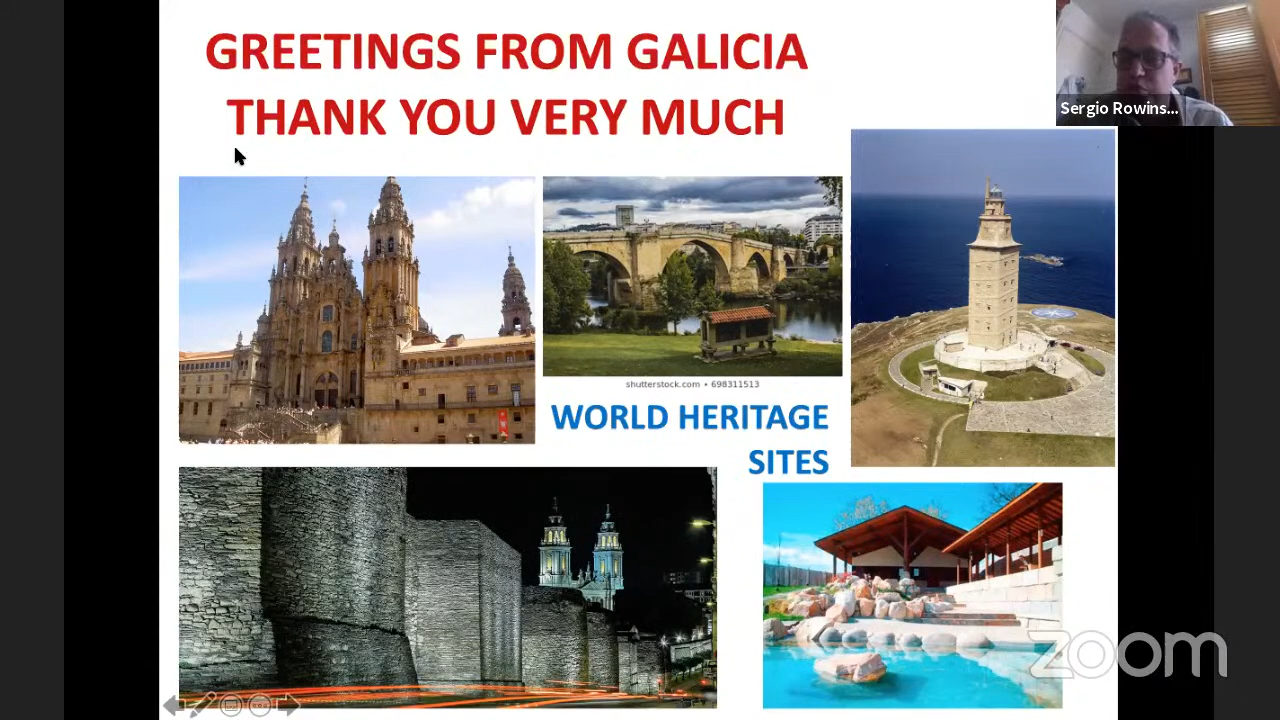 GREETINGS FROM GALICIA
THANK YOU VERY MUCH
Sergio Rowins...
shutterstock.com • 698311513
WORLD HERITAGE
SITES
zoom